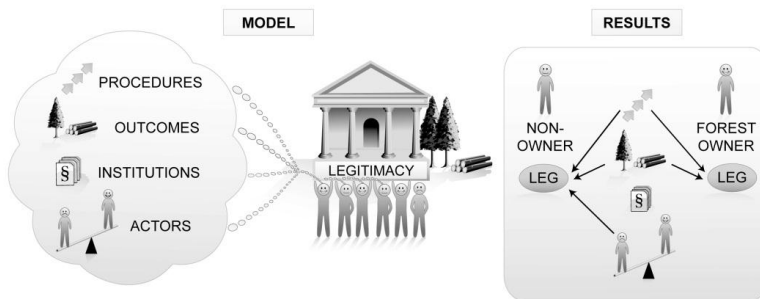 MODEL
PROCEDURES
OUTCOMES
§
INSTITUTIONS
ACTORS
LEGITIMACY
RESULTS
NON-
OWNER
FOREST
OWNER
LEG
LEG
§